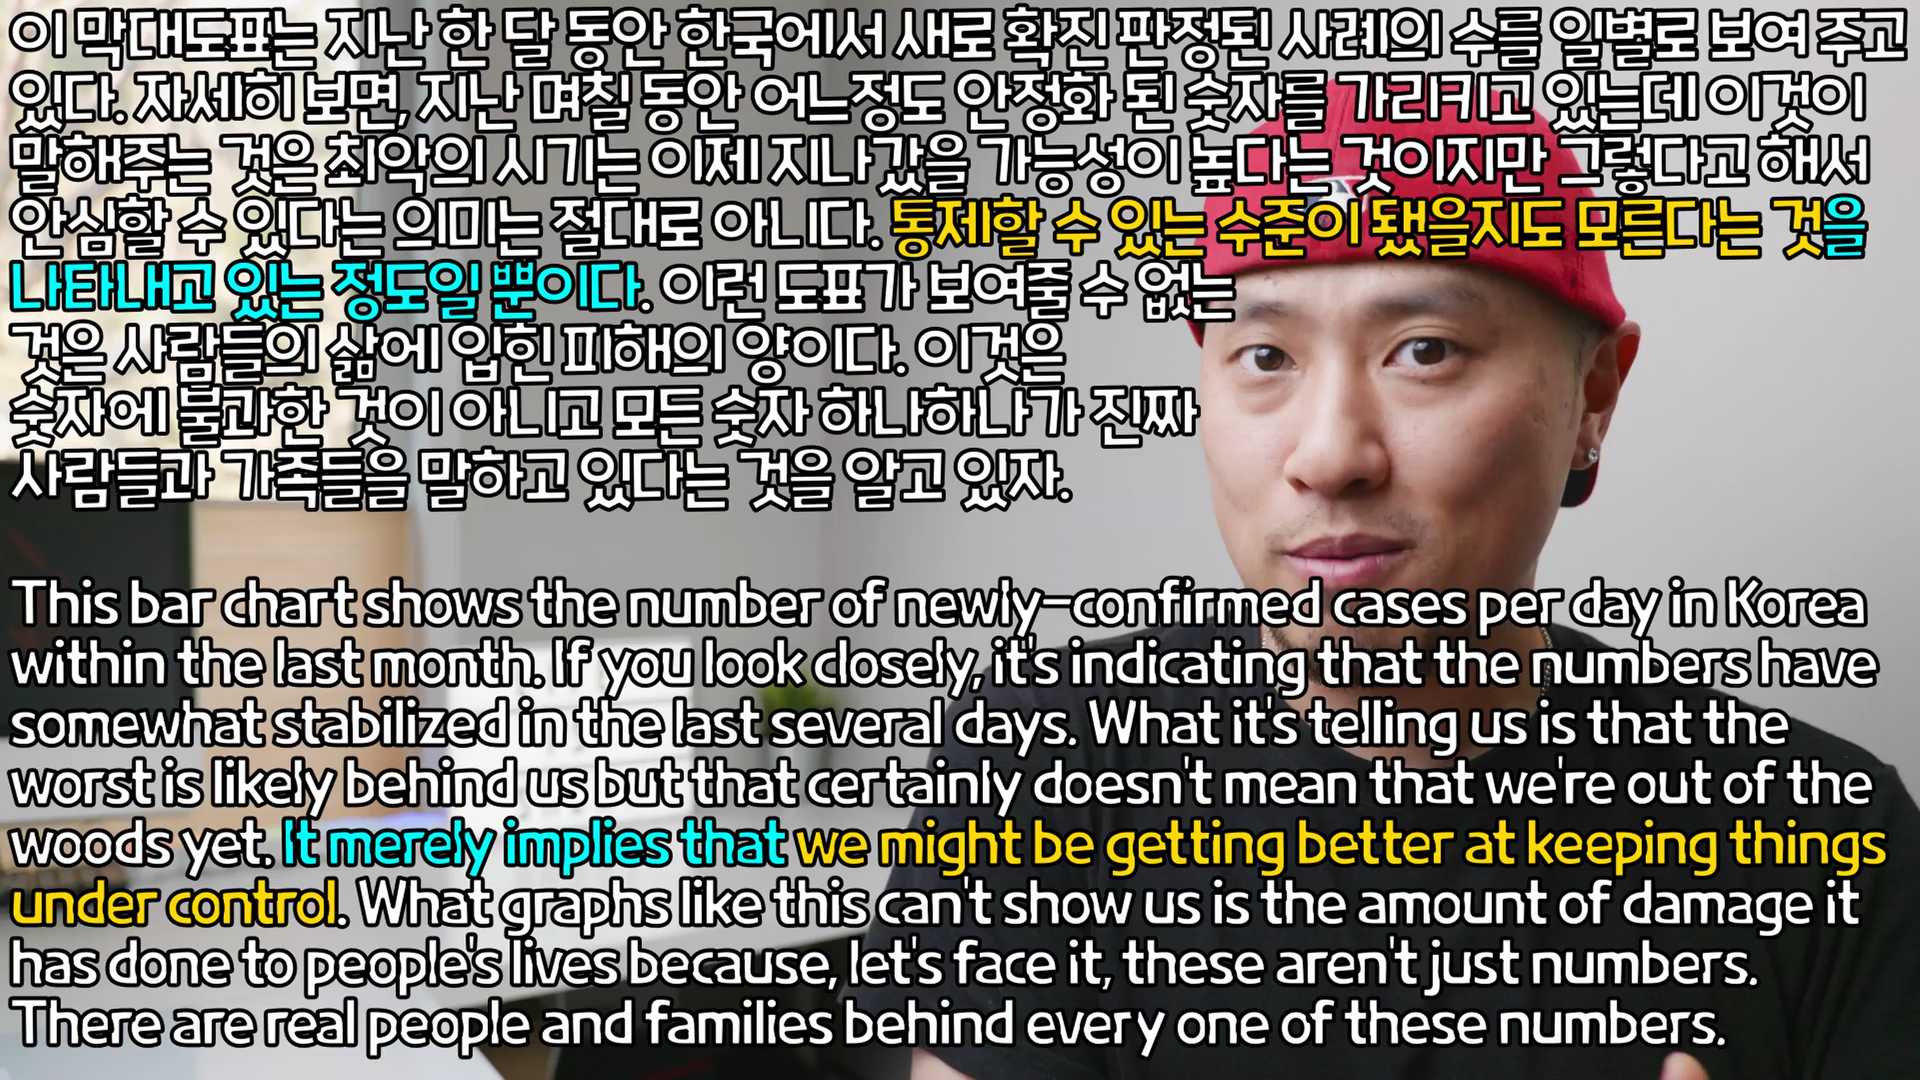 이 막대도표는 지난 한 달 동안 한국에서 새로 확진 판정된 사례의 수를 일별로 보여 주고
있다. 자세히 보면, 지난 며칠 동안 어느정도 안정화 된 숫자를 가리키고 있는데 이것이
말해주는 것은 최악의 시기는 이제 지나갔을 가능성이 높다는 것이지만 그렇다고 해서
안심할 수 있다는 의미는 절대로 아니다. 통제할 수 있는 수준이 됐을지도 모른다는 것을
나타내고 있는 정도일 뿐이다. 이런 도표가 보여줄 수 없는
것은 사람들의 삶에 입힌 피해의 양이다. 이것은
숫자에 불과한 것이 아니고 모든 숫자 하나하나가 진짜
사람들과 가족들을 말하고 있다는 것을 알고 있자.
This bar chart shows the number of newly-confirmed cases per day in Korea
within the last month. If you look closely, it's indicating that the numbers have
somewhat stabilized in the last several days. What it's telling us is that the
worst is likely behind us but that certainly doesn't mean that we're out of the
woods yet. It merely implies that we might be getting better at keeping things
under control. What graphs like this can't show us is the amount of damage it
has done to people's lives because, let's face it, these aren't just numbers.
There are real people and families behind every one of these numbers.